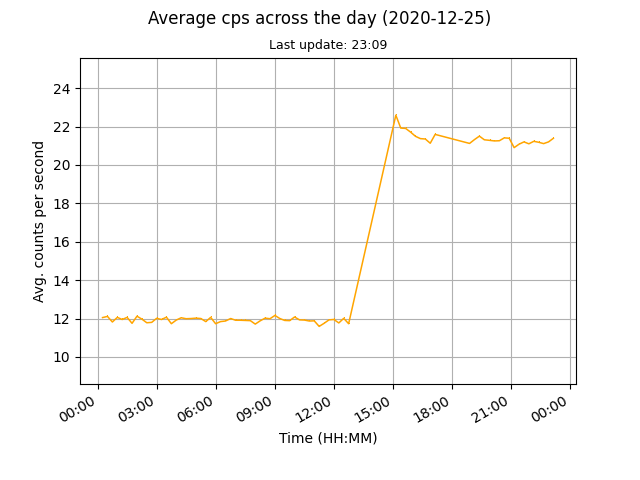 Average cps across the day (2020-12-25)
Last update: 23:09
24
22
20
18
16
14
12
10
Avg. counts per second
00:00 03:00 06:00 09:00 12:00 15:00 18:00 21:00 00:00
Time (HH:MM)